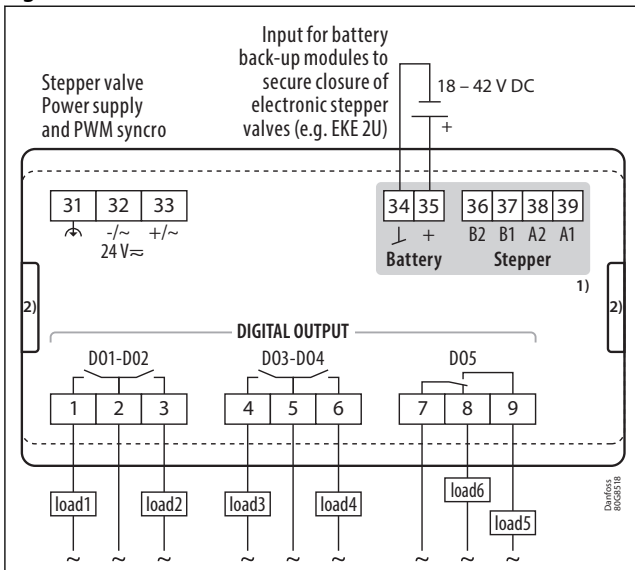 Input for battery
back-up modules to
secure closure of
electronic stepper
valves (e.g. EKE 2U)
18 – 42 V DC
+
Stepper valve
Power supply
and PWM syncro
31 32 33
-/~ +/~
24 V⎓
34 35 36 37 38 39
+ B2 B1 A2 A1
Battery Stepper
1)
2) 2)
DIGITAL OUTPUT
D01-D02 D03-D04 D05
1 2 3 4 5 6 7 8 9
load1 load2 load3 load4 load6
load5
~ ~ ~ ~ ~ ~ ~ ~ ~
Danfoss
80G8518